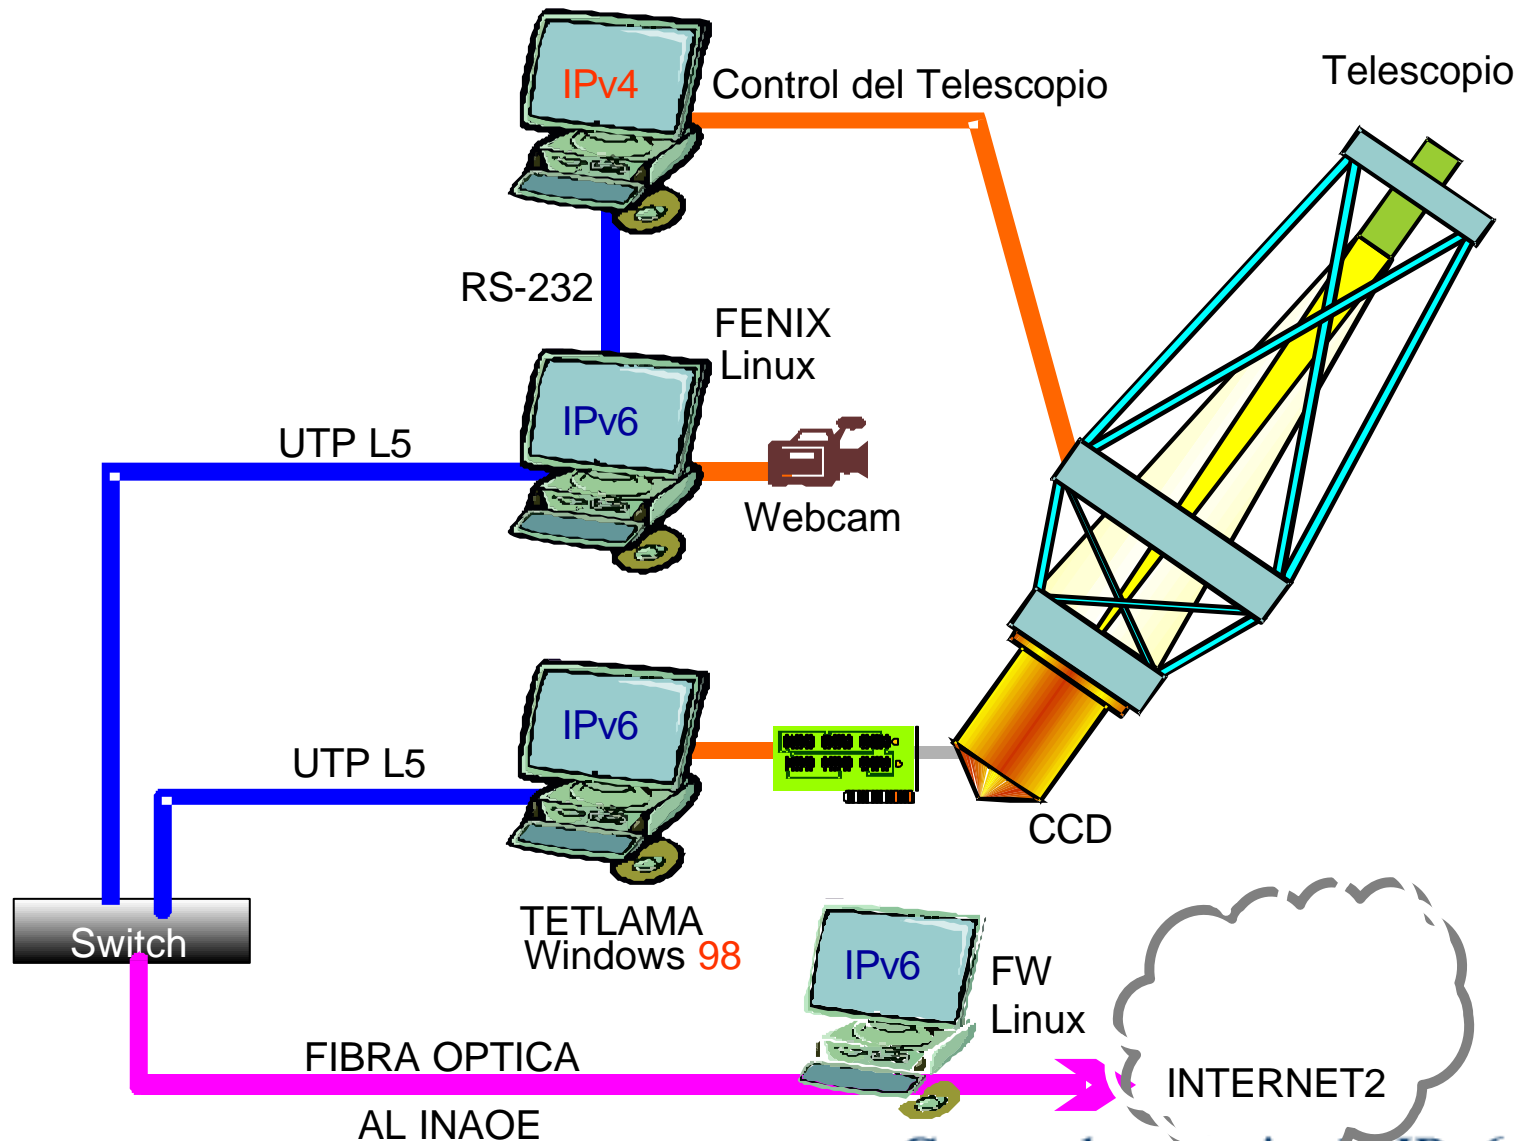 IPv4
Control del Telescopio
Telescopio
RS-232
FENIX
Linux
IPv6
UTP L5
Webcam
IPv6
UTP L5
CCD
Switch
TETLAMA
Windows 98
IPv6
FW
Linux
FIBRA OPTICA
AL INAOE
INTERNET2